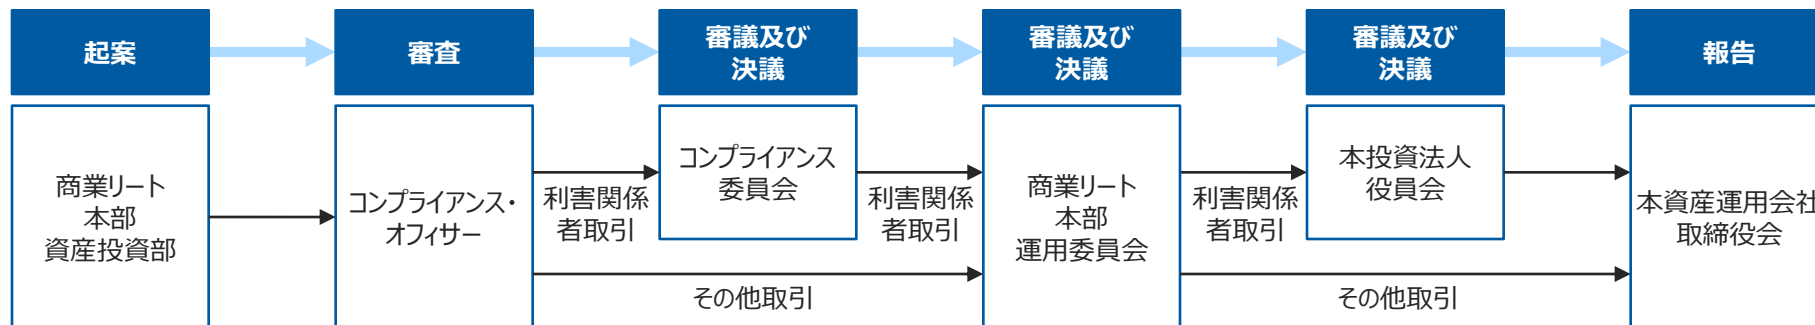 起案
審査
審議及び
決議
審議及び
決議
審議及び
決議
報告
商業リート
本部
資産投資部
コンプライアンス・
オフィサー
利害関係
者取引
コンプライアンス
委員会
利害関係
者取引
その他取引
商業リート
本部
運用委員会
利害関係
者取引
本投資法人
役員会
その他取引
本資産運用会社
取締役会